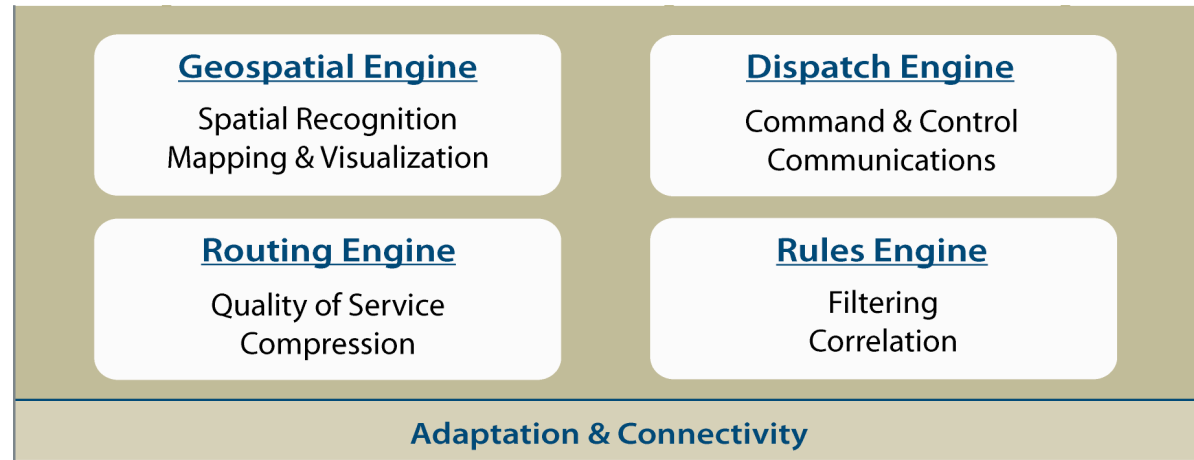 Geospatial Engine
Spatial Recognition
Mapping & Visualization
Dispatch Engine
Command & Control
Communications
Routing Engine
Quality of Service
Compression
Rules Engine
Filtering
Correlation
Adaptation & Connectivity